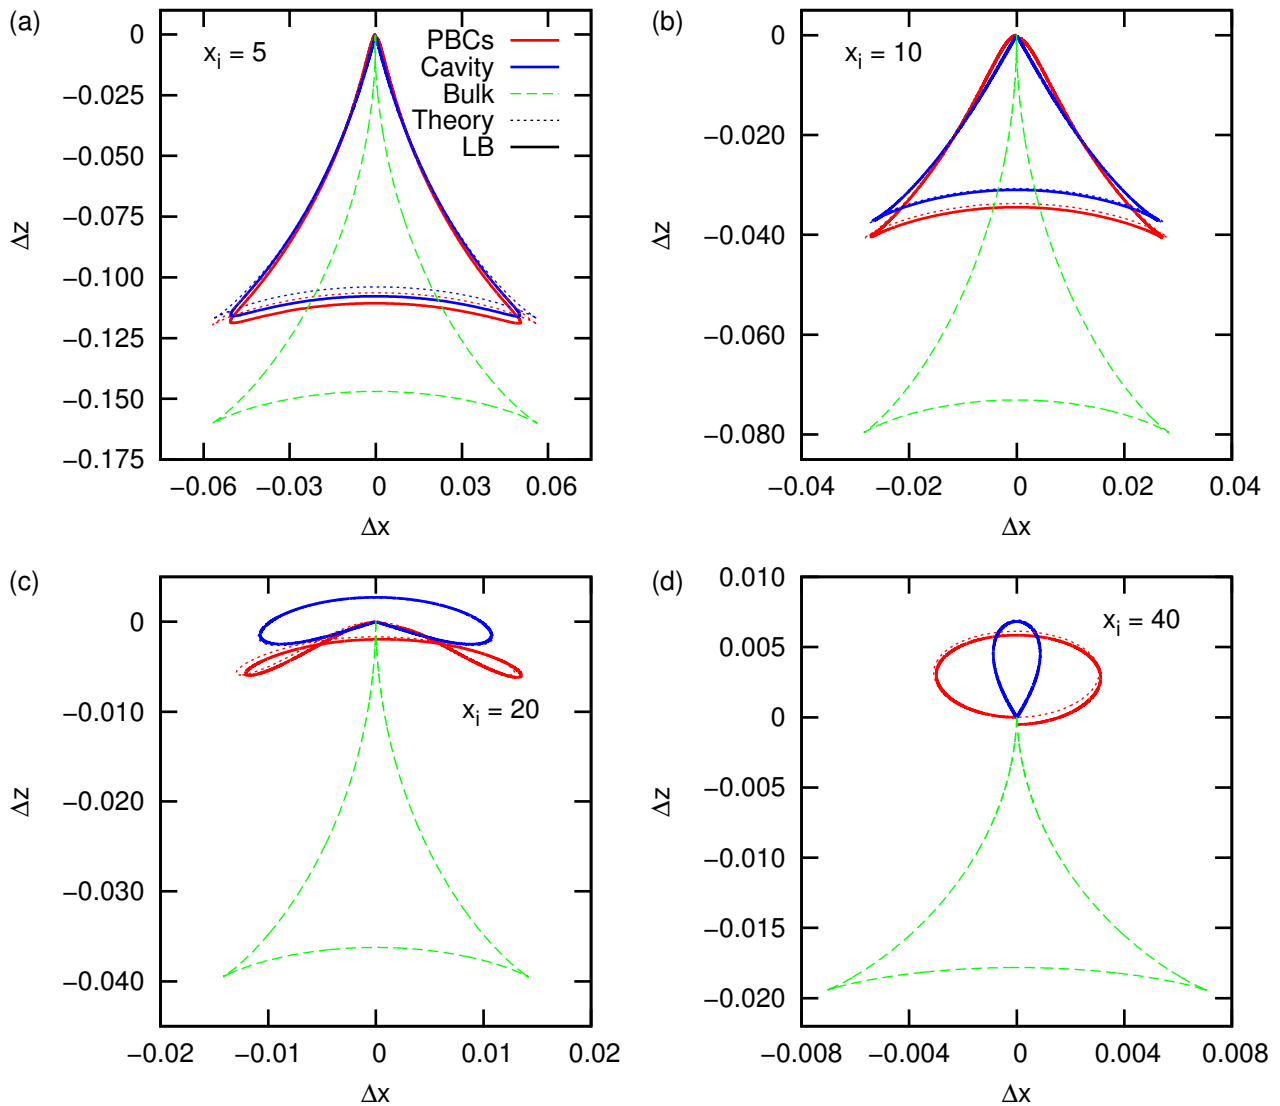 (a)
0
−0.025
−0.050
−0.075
−0.100
−0.125
−0.150
−0.175
Δz
x_i = 5
PBCs
Cavity
Bulk
Theory
LB
−0.06 −0.03 0 0.03 0.06
Δx
(b)
0
−0.020
−0.040
−0.060
−0.080
Δz
x_i = 10
−0.04 −0.02 0 0.02 0.04
Δx
(c)
0
−0.010
−0.020
−0.030
−0.040
Δz
x_i = 20
−0.02 −0.01 0 0.01 0.02
Δx
(d)
0.010
0.005
0
−0.005
−0.010
−0.015
−0.020
Δz
x_i = 40
−0.008 −0.004 0 0.004 0.008
Δx